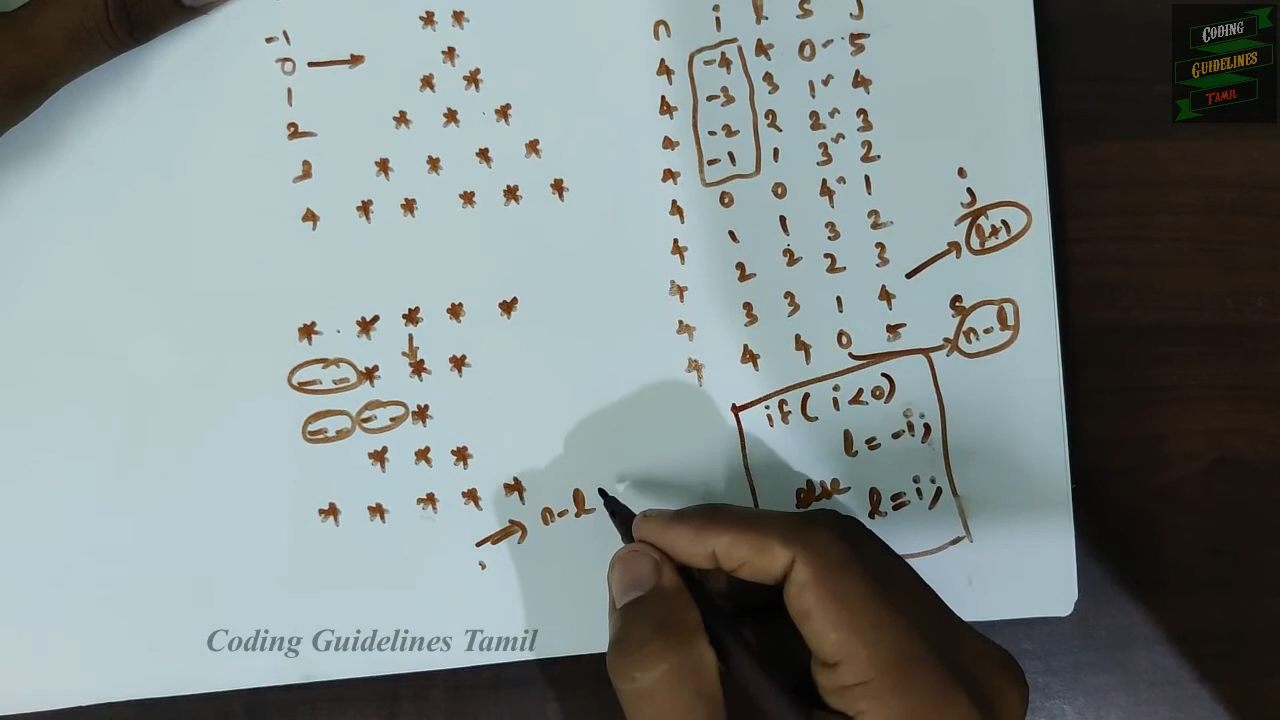 -1 * *
0 → *
1 * *
2 * * *
3 * * * *
4 * * * * *
* * * * *
-- * * *
-- -- *
* * *
* * * * *
→ n-l
n i l s j
4 -4 4 0 5
4 -3 3 1 4
4 -2 2 2 3
4 -1 1 3 2
4 0 0 4 1
4 1 1 3 2
4 2 2 2 3
4 3 3 1 4
4 4 4 0 5
j
→ l+1
s
→ n-l
if( i<0)
l = -i;
else
l = i;
Coding Guidelines Tamil
CODING
GUIDELINES
TAMIL